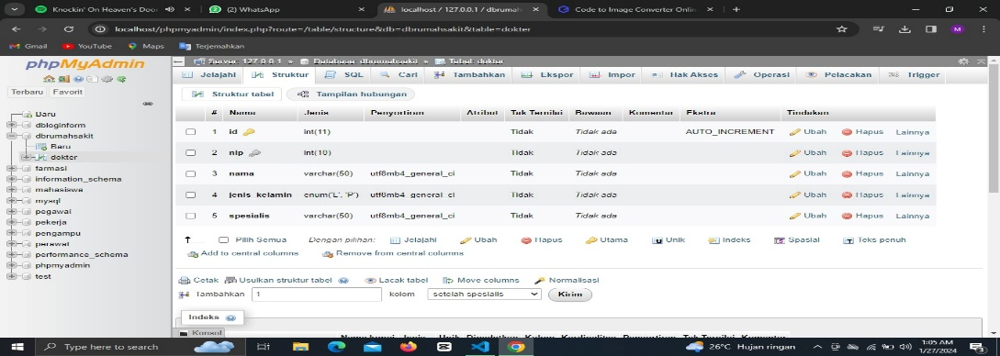 Knockin' On Heaven's Door
(2) WhatsApp
localhost / 127.0.0.1 / dbrumah
Code to Image Converter Onlin
localhost/phpmyadmin/index.php?route=/table/structure&db=dbrumahsakit&table=dokter
M
Gmail YouTube Maps Terjemahkan
phpMyAdmin
Terbaru Favorit
Baru
dbloginform
dbrumahsakit
Baru
dokter
farmasi
information_schema
mahasiswa
mysql
pegawai
pekerja
pengampu
perawat
performance_schema
phpmyadmin
test
Server: 127.0.0.1 » Database: dbrumahsakit » Tabel: dokter
Jelajahi Struktur SQL Cari Tambahkan Ekspor Impor Hak Akses Operasi Pelacakan Trigger
Struktur tabel Tampilan hubungan
# Nama Jenis Penyortiran Atribut Tak Ternilai Bawaan Komentar Ekstra Tindakan
1 id int(11) Tidak Tidak ada AUTO_INCREMENT Ubah Hapus Lainnya
2 nip int(10) Tidak Tidak ada Ubah Hapus Lainnya
3 nama varchar(50) utf8mb4_general_ci Tidak Tidak ada Ubah Hapus Lainnya
4 jenis_kelamin enum('L', 'P') utf8mb4_general_ci Tidak Tidak ada Ubah Hapus Lainnya
5 spesialis varchar(50) utf8mb4_general_ci Tidak Tidak ada Ubah Hapus Lainnya
Pilih Semua Dengan pilihan: Jelajahi Ubah Hapus Utama Unik Indeks Spasial Teks penuh
Add to central columns Remove from central columns
Cetak Usulkan struktur tabel Lacak tabel Move columns Normalisasi
Tambahkan 1 kolom setelah spesialis Kirim
Indeks
Konsol
Type here to search
26°C Hujan ringan
1:05 AM
1/27/2024